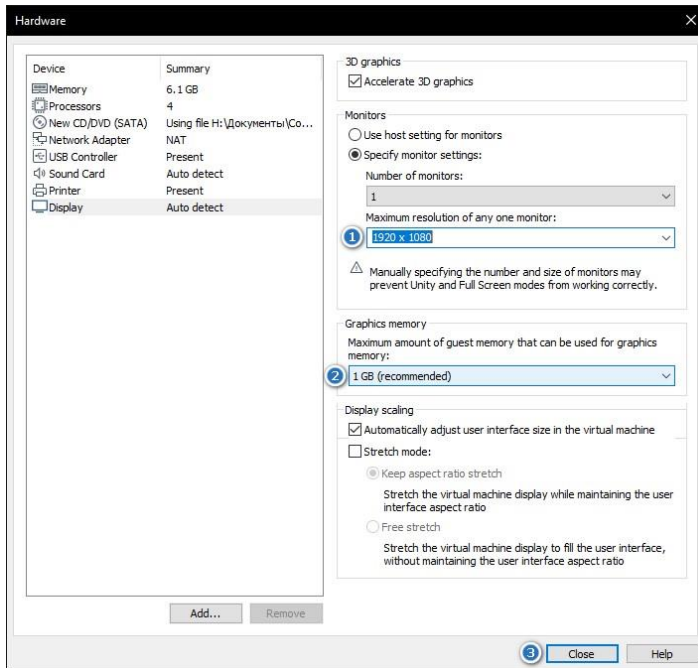 Hardware
Device Summary
Memory 6.1 GB
Processors 4
New CD/DVD (SATA) Using file H:\Документы\Co...
Network Adapter NAT
USB Controller Present
Sound Card Auto detect
Printer Present
Display Auto detect
Add... Remove
3D graphics
Accelerate 3D graphics
Monitors
Use host setting for monitors
Specify monitor settings:
Number of monitors:
1
Maximum resolution of any one monitor:
1 1920 x 1080
Manually specifying the number and size of monitors may
prevent Unity and Full Screen modes from working correctly.
Graphics memory
Maximum amount of guest memory that can be used for graphics
memory:
2 1 GB (recommended)
Display scaling
Automatically adjust user interface size in the virtual machine
Stretch mode:
Keep aspect ratio stretch
Stretch the virtual machine display while maintaining the user
interface aspect ratio
Free stretch
Stretch the virtual machine display to fill the user interface,
without maintaining the user interface aspect ratio
3 Close Help